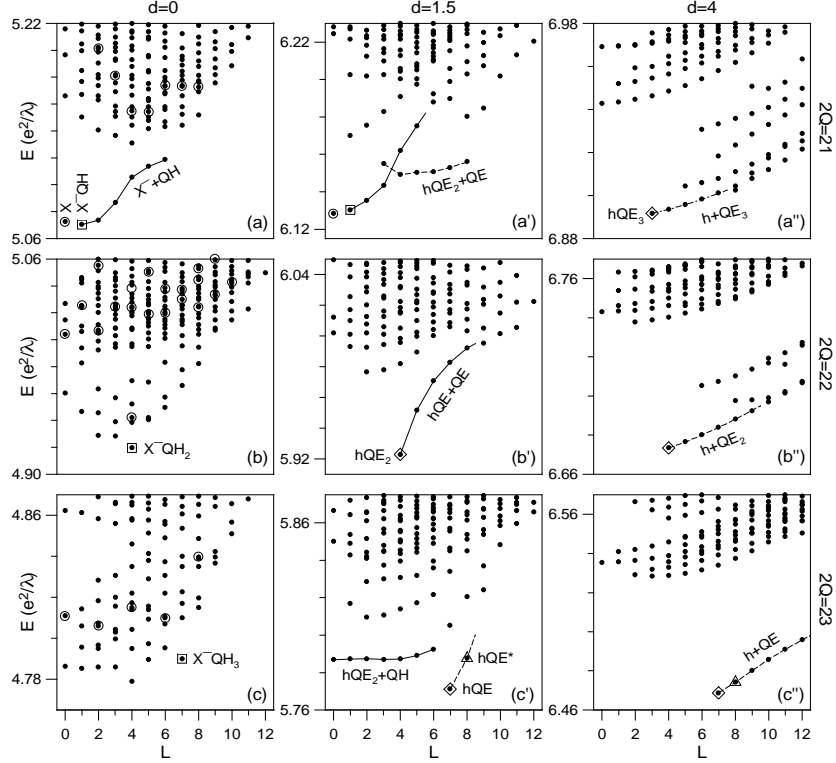 d=0
d=1.5
d=4
5.22
5.06
E (e²/λ)
X⁻
X⁻QH
X⁻+QH
(a)
6.22
6.12
hQE₂+QE
(a')
6.98
6.88
hQE₃
h+QE₃
(a'')
2Q=21
5.06
4.90
E (e²/λ)
X⁻QH₂
(b)
6.04
5.92
hQE₂
hQE+QE
(b')
6.76
6.66
h+QE₂
(b'')
2Q=22
4.86
4.78
E (e²/λ)
X⁻QH₃
(c)
5.86
5.76
hQE₂+QH
hQE*
hQE
(c')
6.56
6.46
h+QE
(c'')
2Q=23
0 2 4 6 8 10 12
0 2 4 6 8 10 12
0 2 4 6 8 10 12
L
L
L